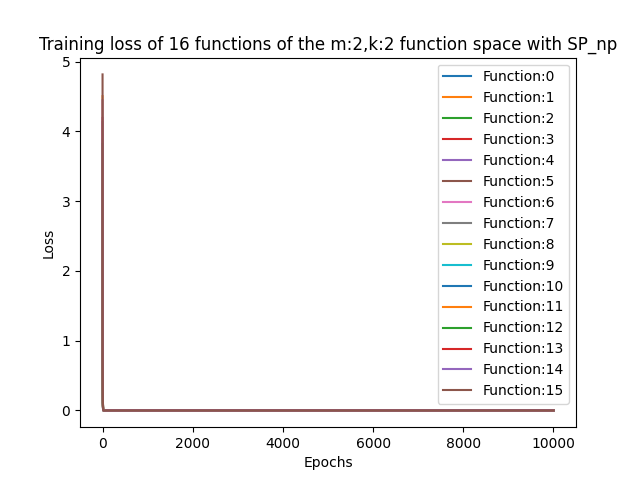 Training loss of 16 functions of the m:2,k:2 function space with SP_np
5
4
3
2
1
0
Loss
0
2000
4000
6000
8000
10000
Epochs
Function:0
Function:1
Function:2
Function:3
Function:4
Function:5
Function:6
Function:7
Function:8
Function:9
Function:10
Function:11
Function:12
Function:13
Function:14
Function:15